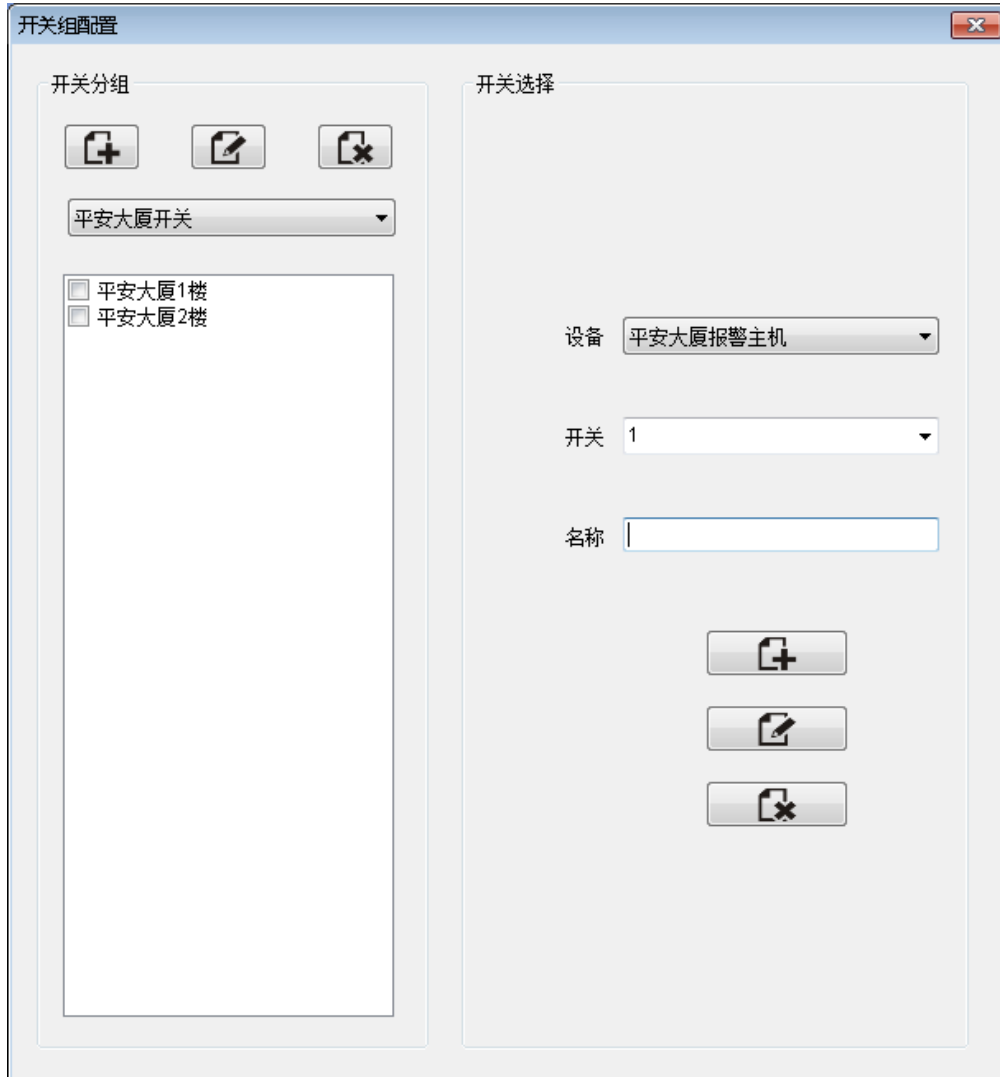 开关组配置
开关分组
平安大厦开关
平安大厦1楼
平安大厦2楼
开关选择
设备 平安大厦报警主机
开关 1
名称